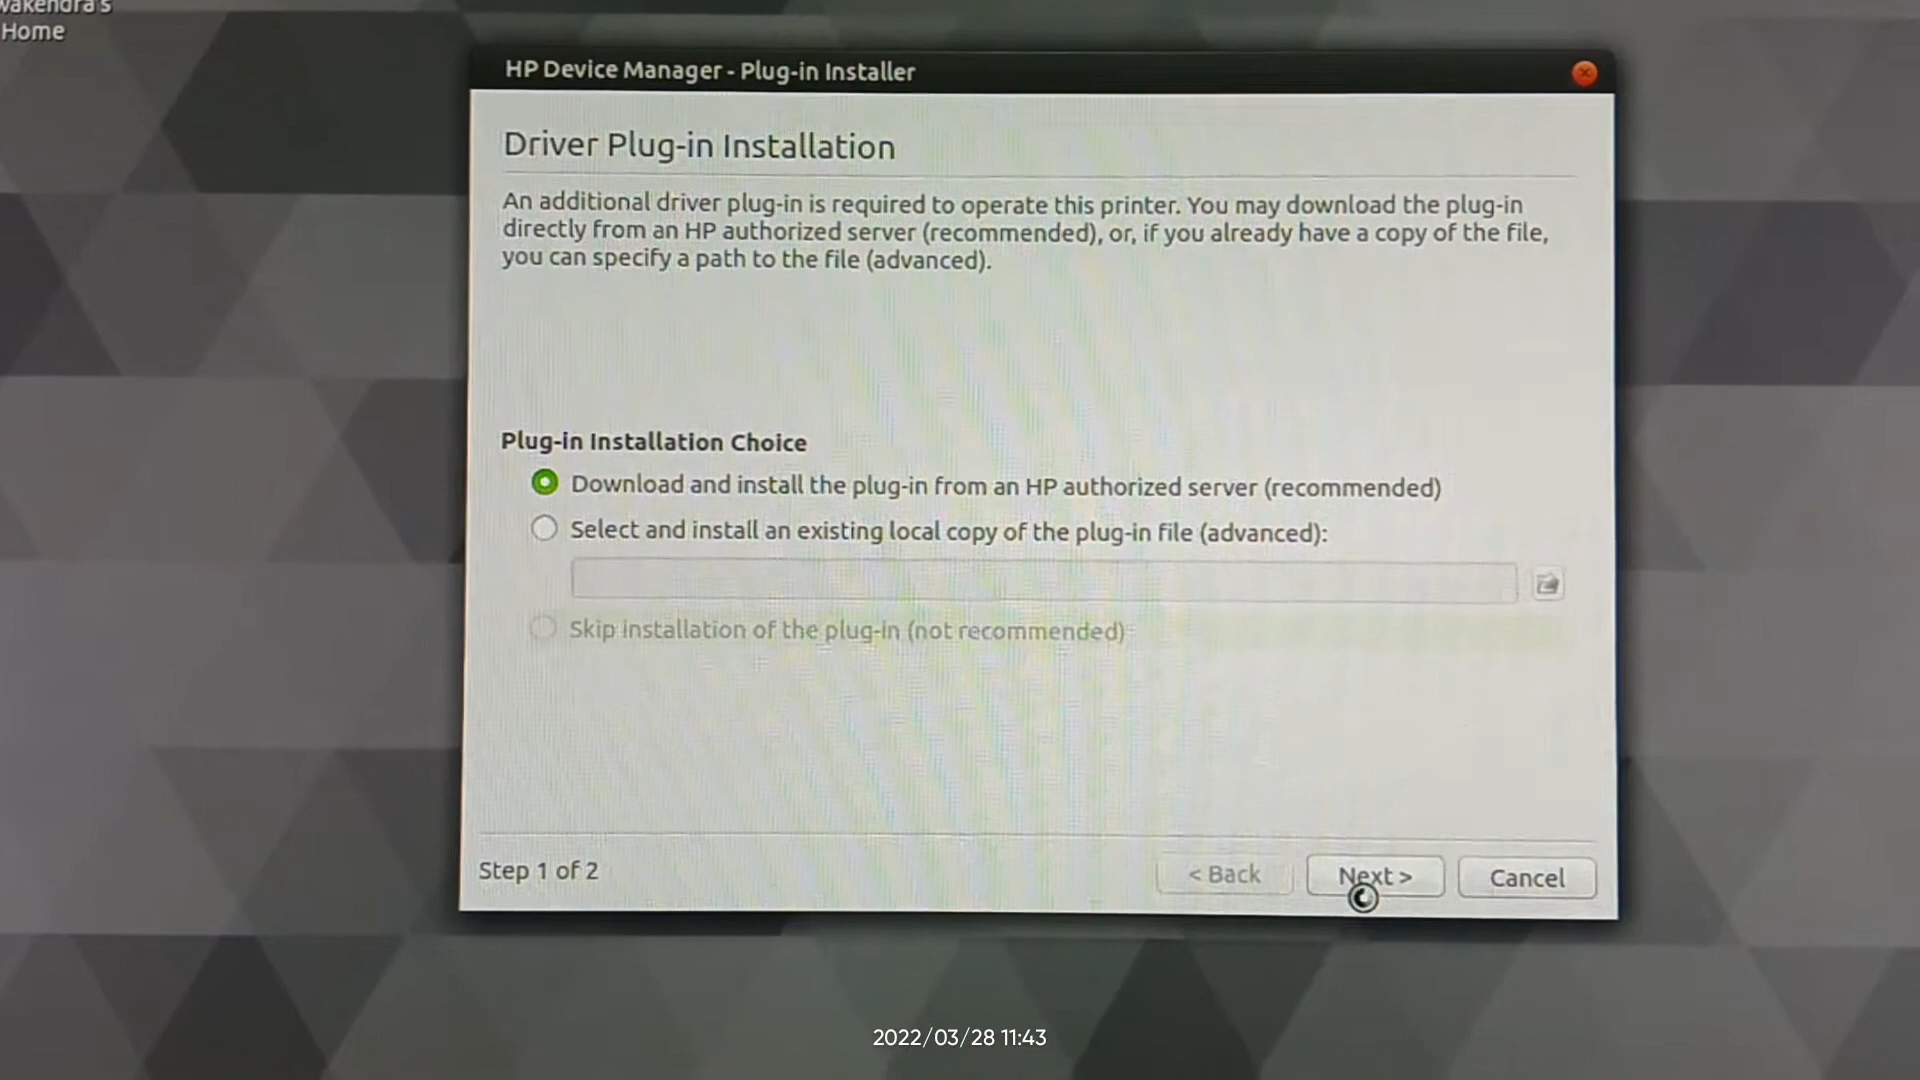 Home
HP Device Manager - Plug-in Installer
Driver Plug-in Installation
An additional driver plug-in is required to operate this printer. You may download the plug-in
directly from an HP authorized server (recommended), or, if you already have a copy of the file,
you can specify a path to the file (advanced).
Plug-in Installation Choice
Download and install the plug-in from an HP authorized server (recommended)
Select and install an existing local copy of the plug-in file (advanced):
Skip installation of the plug-in (not recommended)
Step 1 of 2
< Back
Next >
Cancel
2022/03/28 11:43